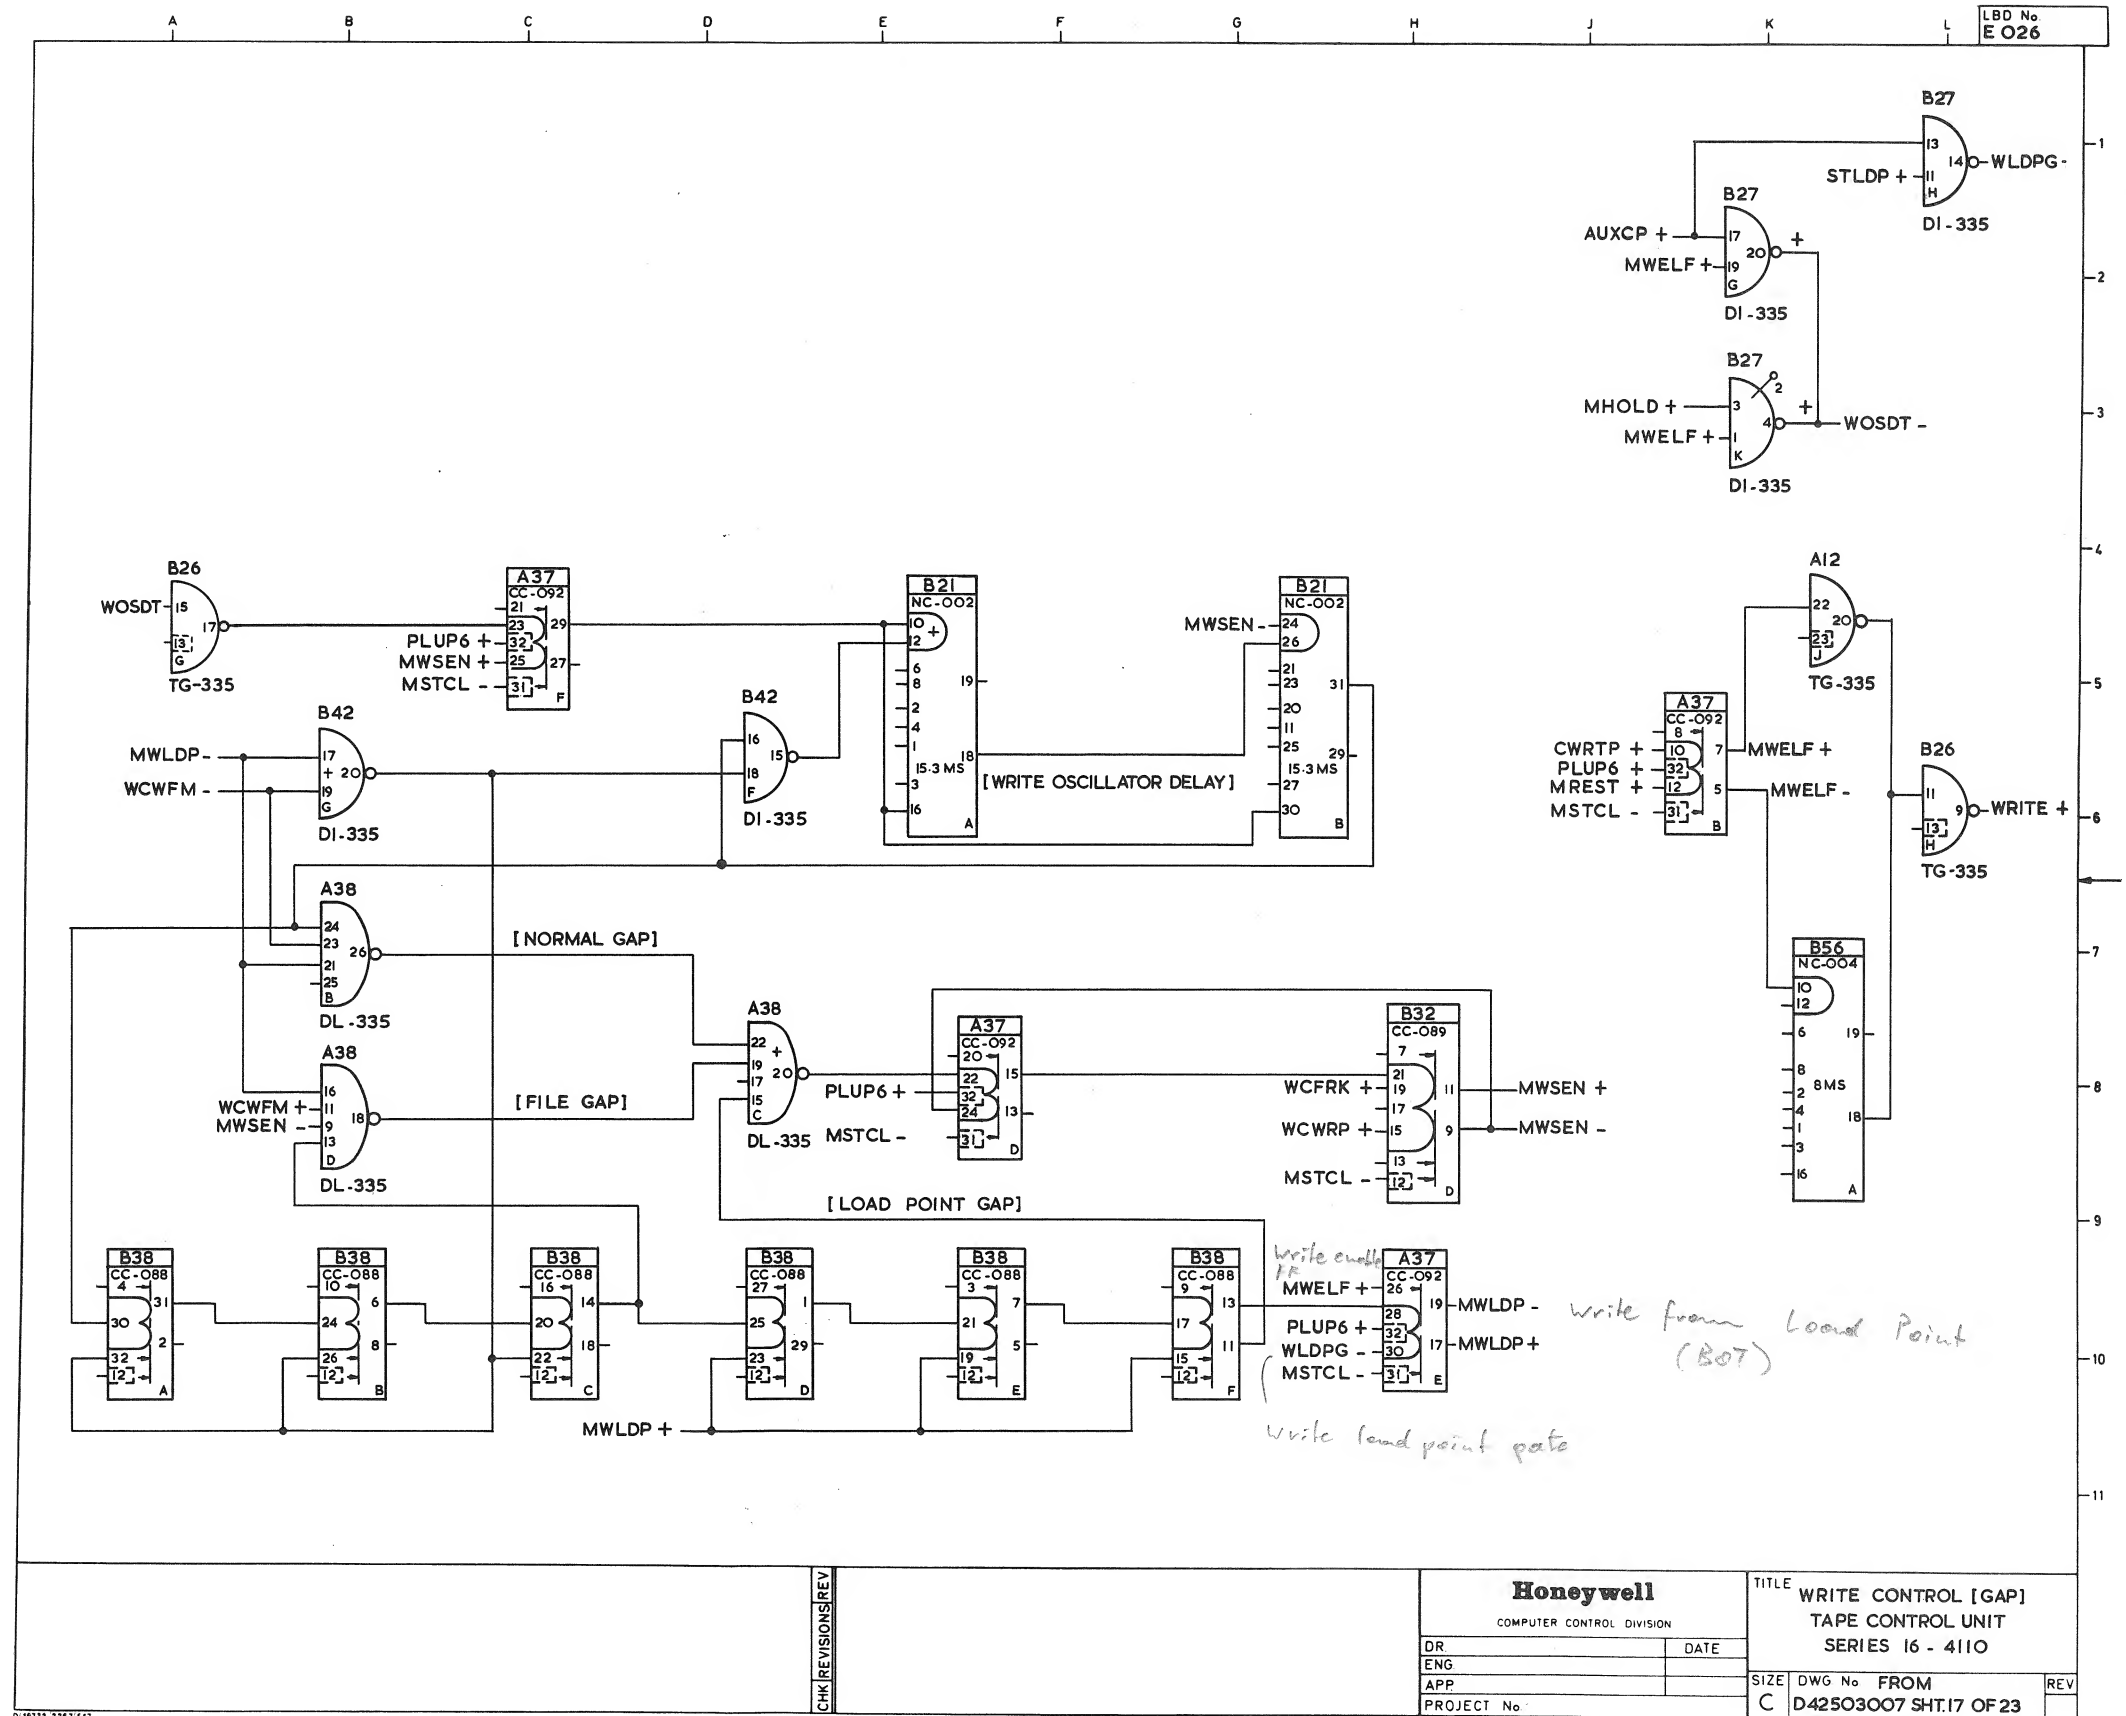 A B C D E F G H J K L
LBD No.
E 026
1
2
3
4
5
6
7
8
9
10
11
B27
13
14
WLDPG-
STLDP +
11
H
DI-335
B27
AUXCP +
17
+
20
MWELF +
19
G
DI-335
B27
2
MHOLD +
3
+
4
WOSDT -
MWELF +
1
K
DI-335
B26
WOSDT-
15
17
13
G
TG-335
A37
CC-092
21
23
29
PLUP6 +
32
MWSEN +
25
27
MSTCL -
31
F
B21
NC-002
10
+
12
6
8
19
2
4
1
18
15.3 MS
3
16
A
[WRITE OSCILLATOR DELAY]
B21
NC-002
MWSEN -
24
26
21
23
31
20
11
25
29
15.3 MS
27
30
B
A12
22
20
23
J
TG-335
B42
MWLDP-
17
+
20
WCWFM -
19
G
DI-335
B42
16
15
18
F
DI-335
A37
CC-092
8
CWRTP +
10
7
MWELF +
PLUP6 +
32
MREST +
12
5
MWELF -
MSTCL -
31
B
B26
11
9
WRITE +
13
H
TG-335
A38
24
23
26
21
25
B
DL-335
[NORMAL GAP]
B56
NC-004
10
12
6
19
8
8MS
2
4
18
1
3
16
A
A38
16
WCWFM +
11
18
MWSEN -
9
13
D
DL-335
[FILE GAP]
A38
22
+
19
20
17
15
C
DL-335
A37
CC-092
20
22
15
PLUP6 +
32
24
13
MSTCL -
31
D
B32
CC-089
7
21
WCFRK +
19
11
MWSEN +
17
WCWRP +
15
9
MWSEN -
13
MSTCL -
12
D
[LOAD POINT GAP]
B38
CC-088
4
31
30
2
32
12
A
B38
CC-088
10
6
24
8
26
12
B
B38
CC-088
16
14
20
18
22
12
C
B38
CC-088
27
1
25
29
23
12
D
B38
CC-088
3
7
21
5
19
12
E
B38
CC-088
9
13
17
11
15
12
F
Write enable
FF
A37
CC-092
MWELF +
26
19
MWLDP -
28
PLUP6 +
32
WLDPG -
30
17
MWLDP +
MSTCL -
31
E
Write from Load Point
(BOT)
MWLDP +
Write load point gate
CHK REVISIONS REV
Honeywell
COMPUTER CONTROL DIVISION
DR.
DATE
ENG.
APP.
PROJECT No.
TITLE
WRITE CONTROL [GAP]
TAPE CONTROL UNIT
SERIES 16 - 4110
SIZE
C
DWG No FROM
D42503007 SHT.17 OF 23
REV